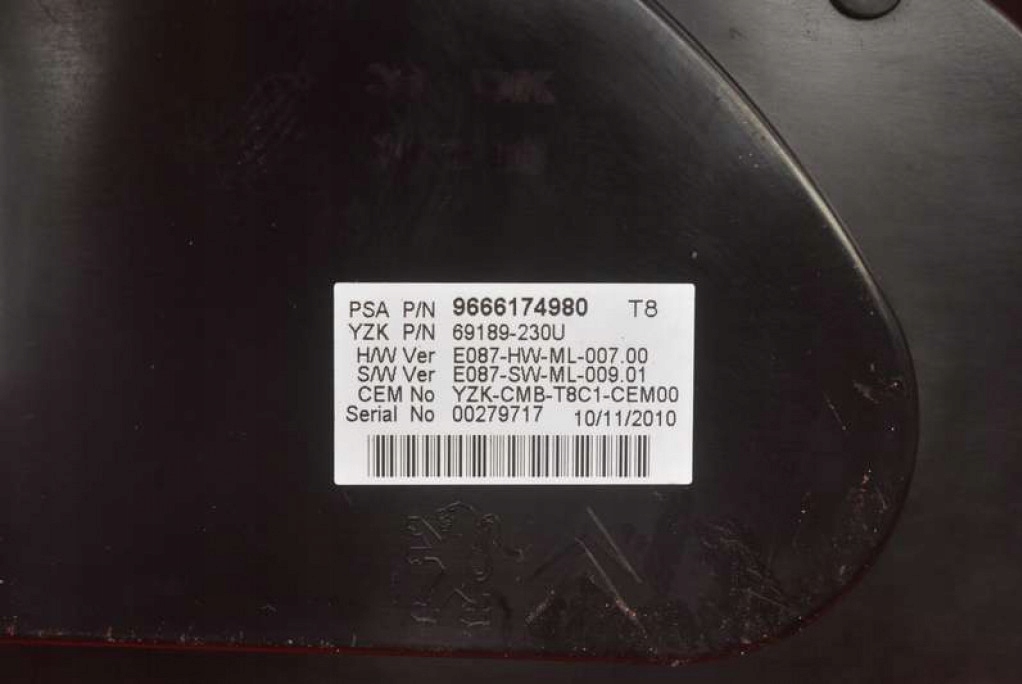 PSA P/N 9666174980 T8
YZK P/N 69189-230U
H/W Ver E087-HW-ML-007.00
S/W Ver E087-SW-ML-009.01
CEM No YZK-CMB-T8C1-CEM00
Serial No 00279717 10/11/2010